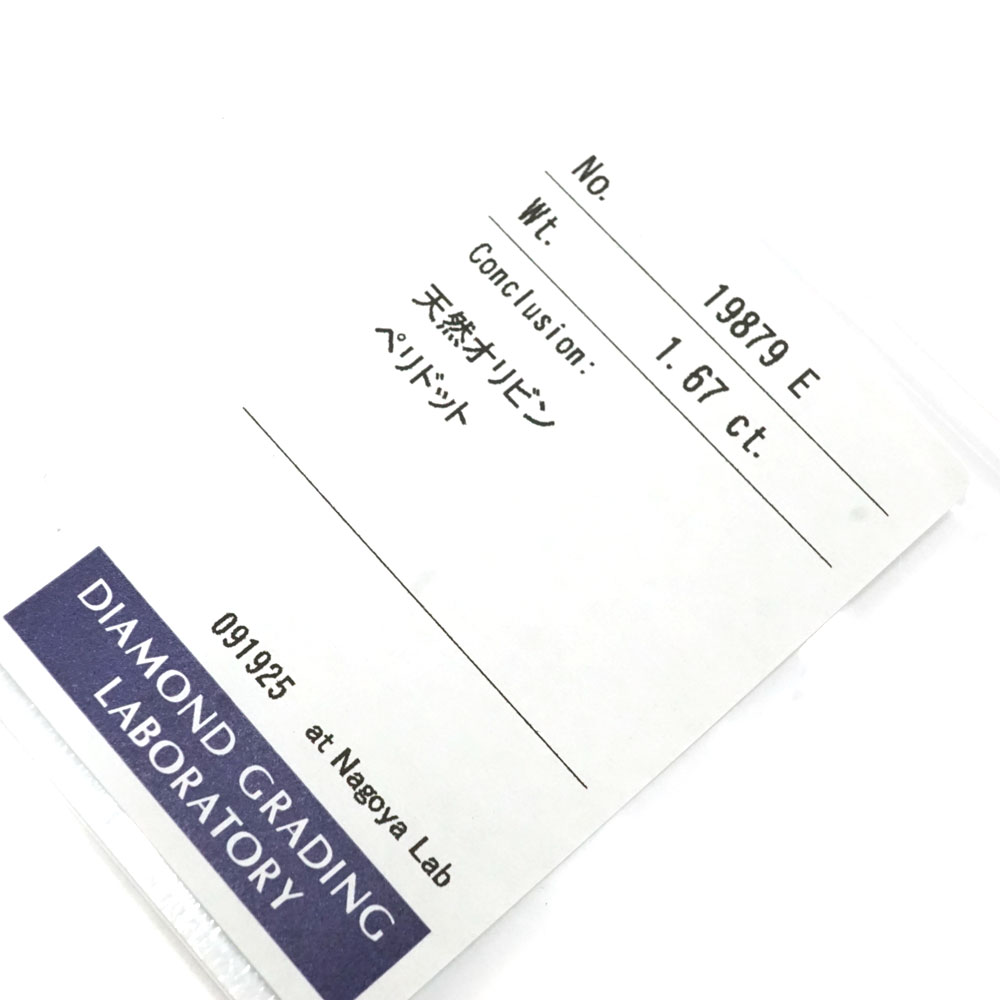 No. 19879 E
Wt. 1.67 ct.
Conclusion:
天然オリビン
ペリドット
091925 at Nagoya Lab
DIAMOND GRADING
LABORATORY